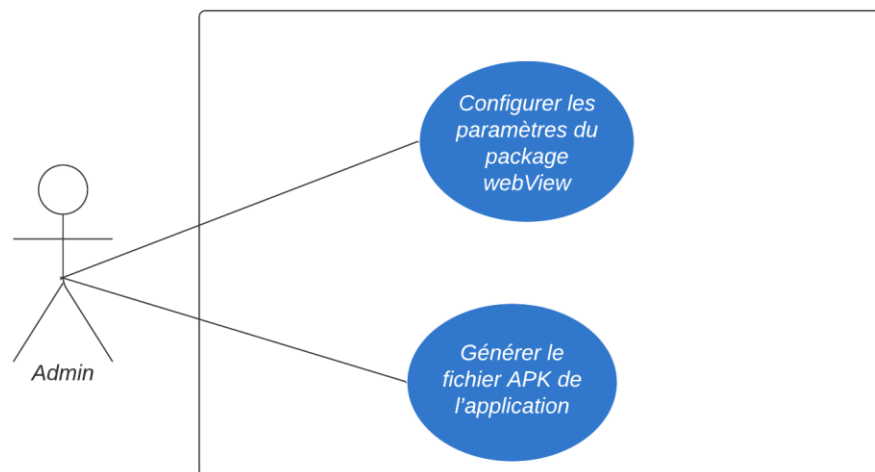 Configurer les
paramètres du
package
webView
Admin
Générer le
fichier APK de
l’application